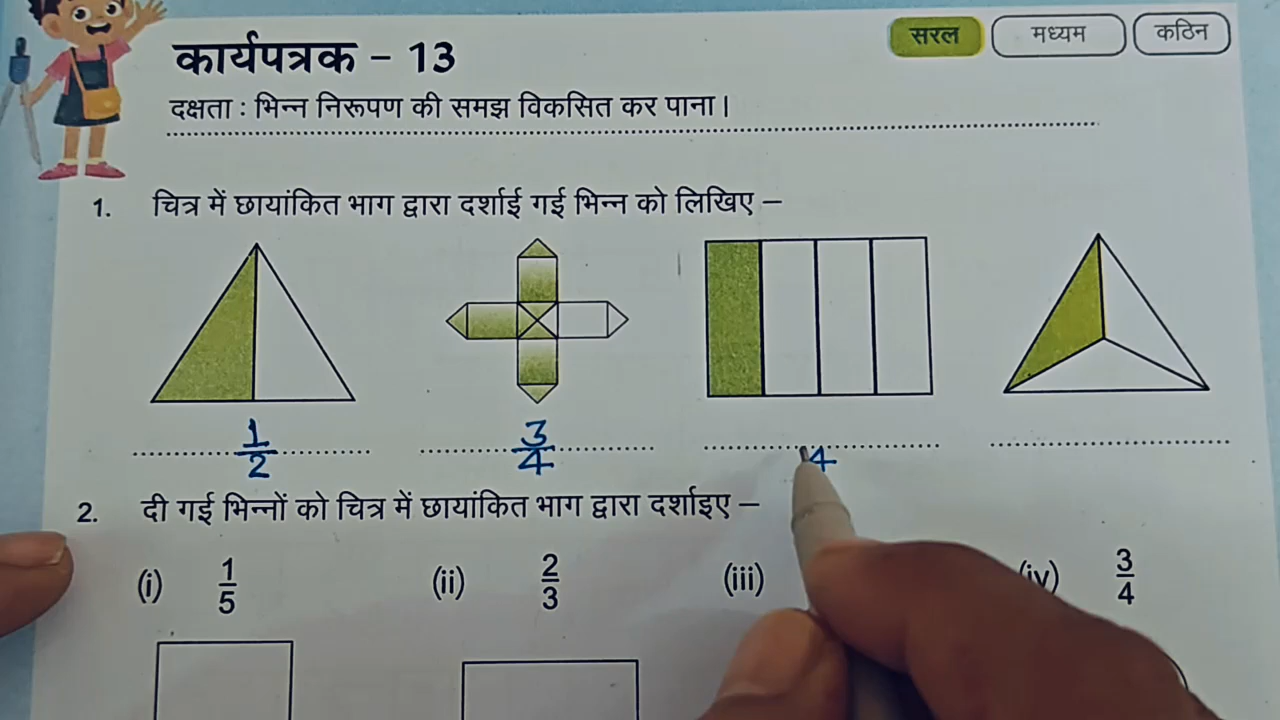 सरल मध्यम कठिन
कार्यपत्रक – 13
दक्षता : भिन्न निरूपण की समझ विकसित कर पाना।
1. चित्र में छायांकित भाग द्वारा दर्शाई गई भिन्न को लिखिए –
1/2 3/4 4
2. दी गई भिन्नों को चित्र में छायांकित भाग द्वारा दर्शाइए –
(i) 1/5 (ii) 2/3 (iii) (iv) 3/4